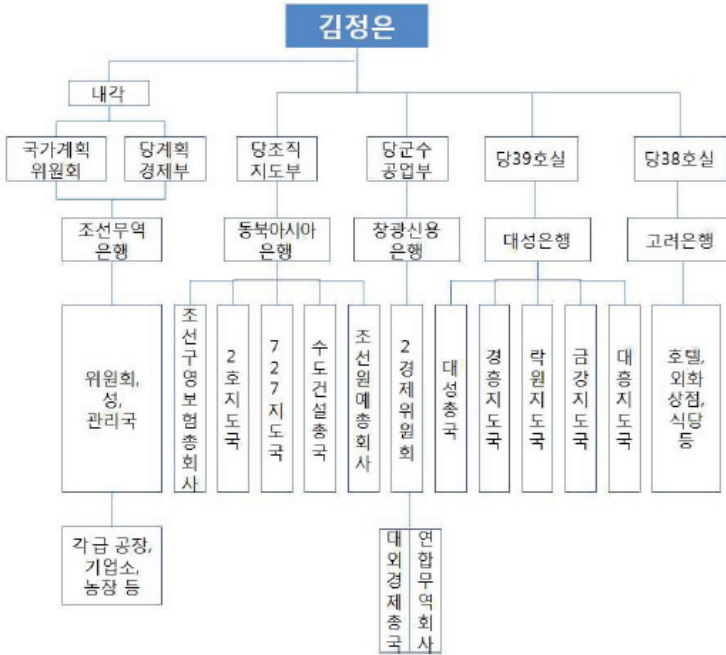 김정은
내각
국가계획
위원회
당계획
경제부
당조직
지도부
당군수
공업부
당39호실
당38호실
조선무역
은행
동북아시아
은행
창광신용
은행
대성은행
고려은행
위원회,
성,
관리국
조선구영보험총회사
2호지도국
727지도국
수도건설총국
조선원예총회사
2경제위원회
대성총국
경흥지도국
락원지도국
금강지도국
대흥지도국
호텔,
외화
상점,
식당
등
각급 공장,
기업소,
농장 등
대외경제총국
연합무역회사